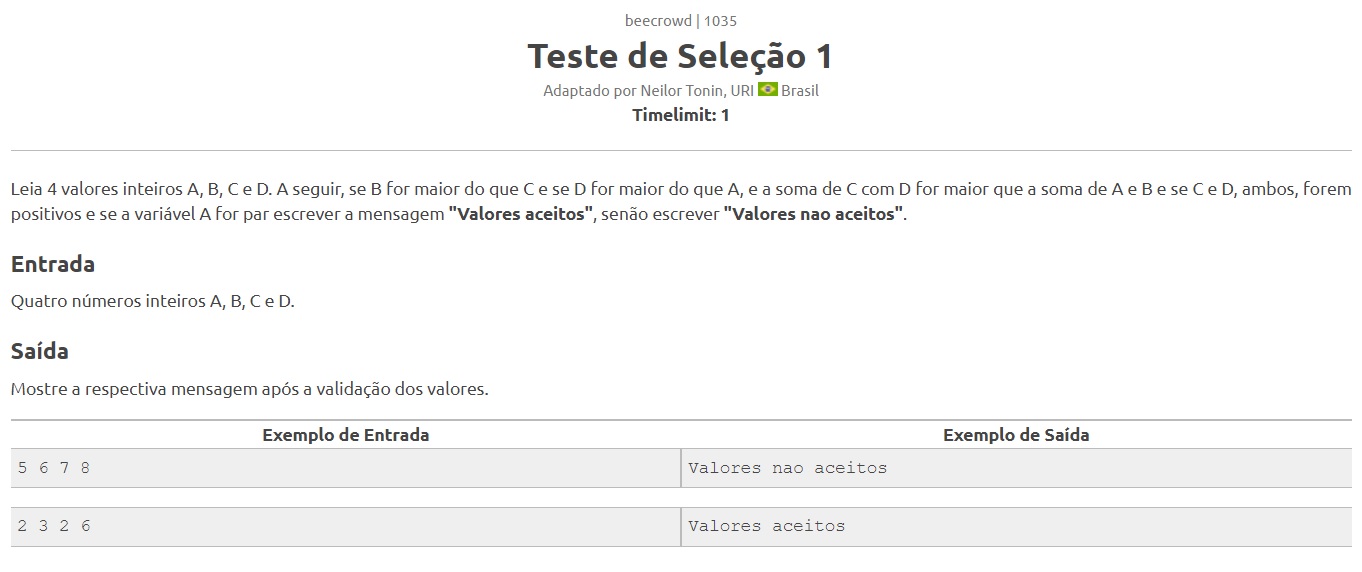 beecrowd | 1035
Teste de Seleção 1
Adaptado por Neilor Tonin, URI Brasil
Timelimit: 1
Leia 4 valores inteiros A, B, C e D. A seguir, se B for maior do que C e se D for maior do que A, e a soma de C com D for maior que a soma de A e B e se C e D, ambos, forem
positivos e se a variável A for par escrever a mensagem "Valores aceitos", senão escrever "Valores nao aceitos".
Entrada
Quatro números inteiros A, B, C e D.
Saída
Mostre a respectiva mensagem após a validação dos valores.
Exemplo de Entrada Exemplo de Saída
5 6 7 8 Valores nao aceitos
2 3 2 6 Valores aceitos